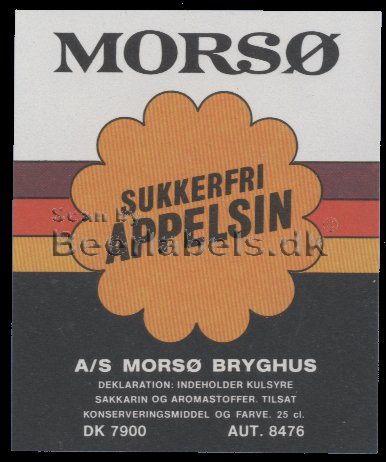 MORSØ
SUKKERFRI
APPELSIN
Scan by
Beerlabels.dk
A/S MORSØ BRYGHUS
DEKLARATION: INDEHOLDER KULSYRE
SAKKARIN OG AROMASTOFFER. TILSAT
KONSERVERINGSMIDDEL OG FARVE. 25 cl.
DK 7900 AUT. 8476